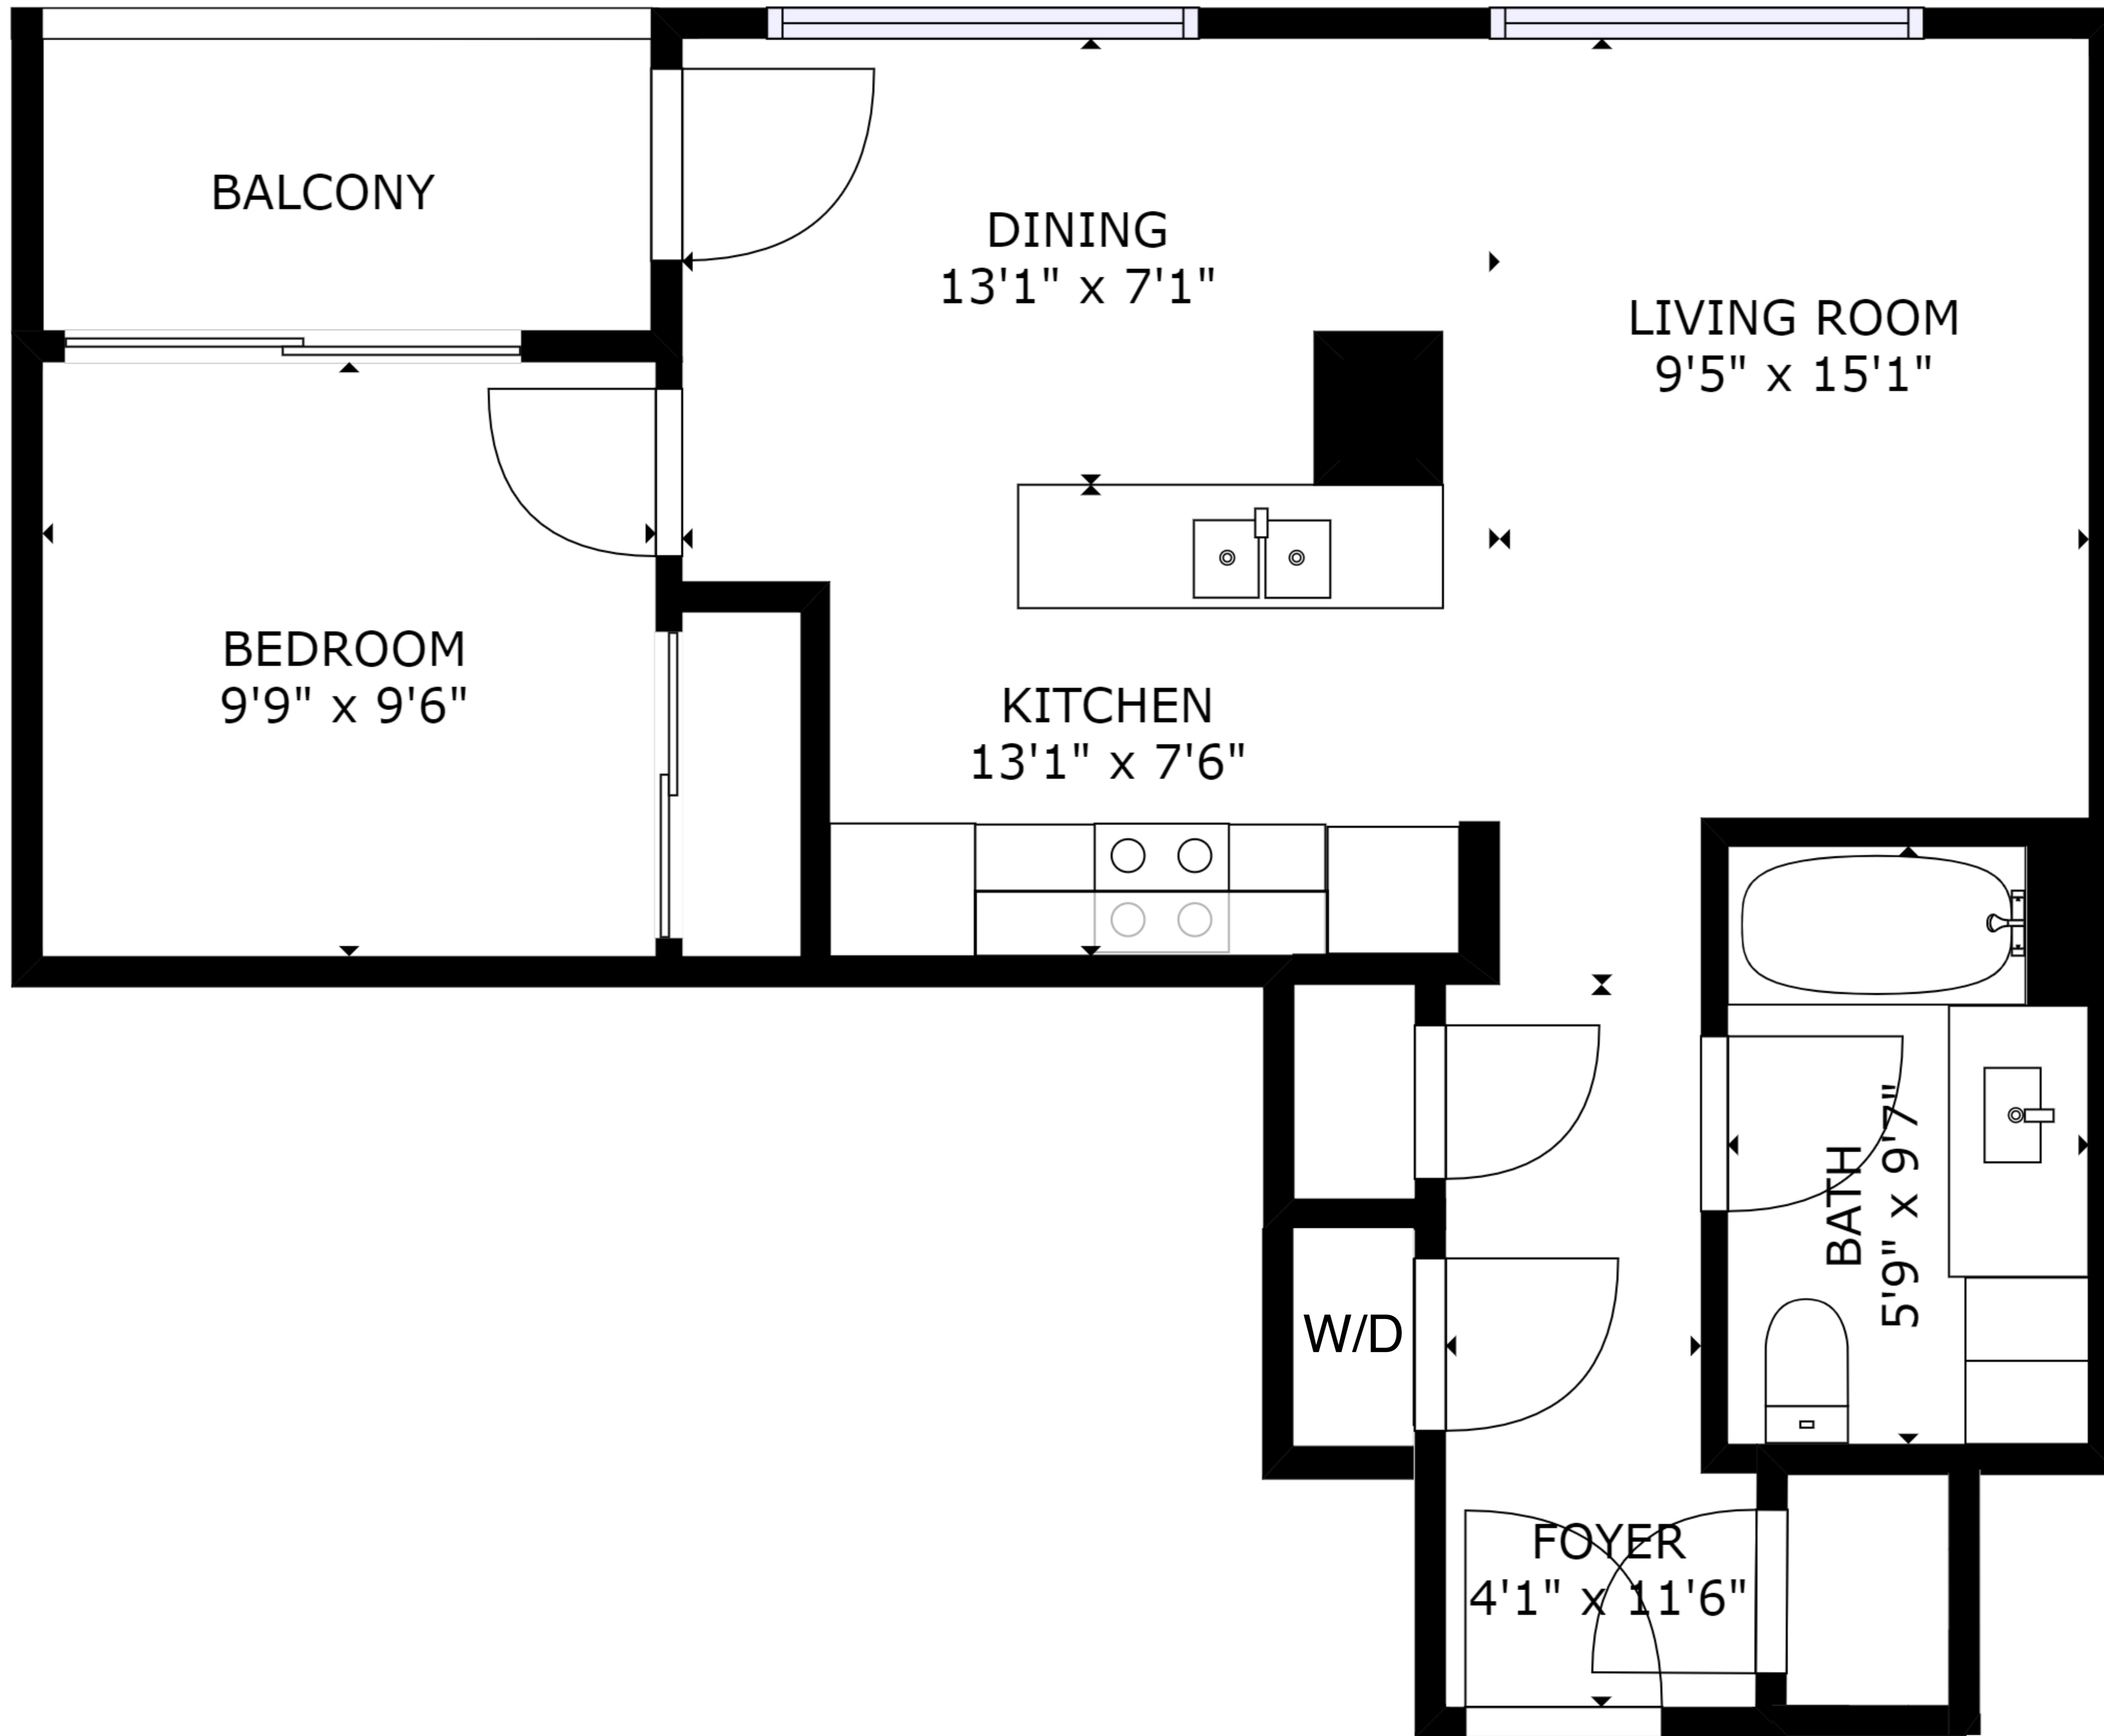 BALCONY
DINING
13'1" x 7'1"
LIVING ROOM
9'5" x 15'1"
BEDROOM
9'9" x 9'6"
KITCHEN
13'1" x 7'6"
BATH
5'9" x 9'7"
W/D
FOYER
4'1" x 11'6"